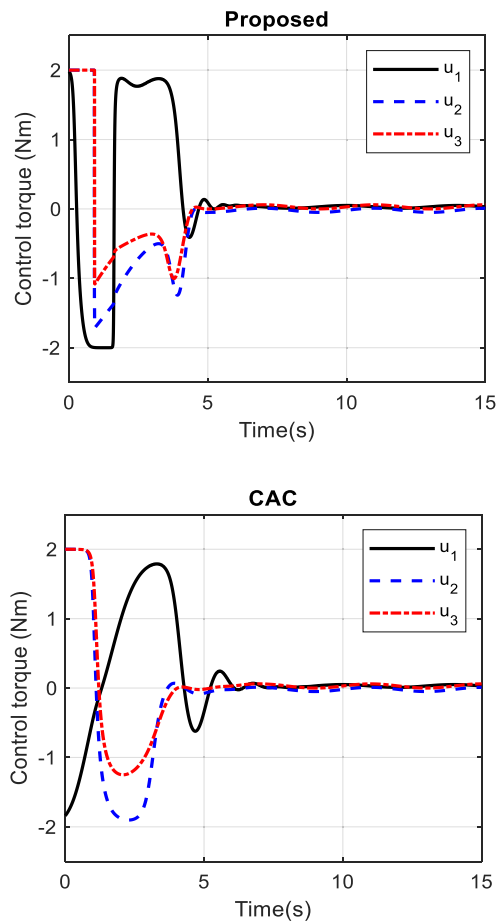 Proposed
2
1
0
-1
-2
Control torque (Nm)
u1
u2
u3
0
5
10
15
Time(s)
CAC
2
1
0
-1
-2
Control torque (Nm)
u1
u2
u3
0
5
10
15
Time(s)